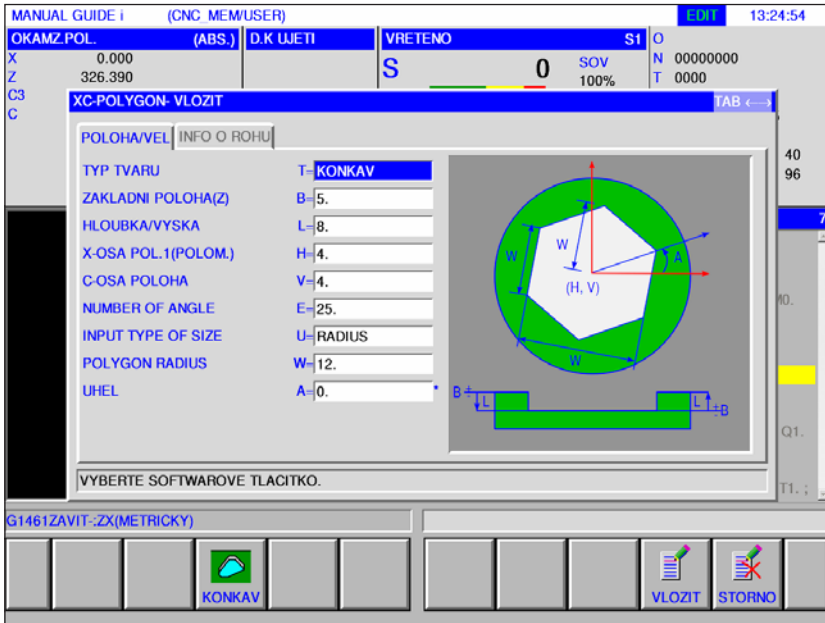 MANUAL GUIDE i (CNC_MEM/USER) EDIT 13:24:54
OKAMZ.POL. (ABS.) D.K UJETI VRETENO S1 O
X 0.000 N 00000000
Z 326.390 S 0 SOV 100% T 0000
C3
C
XC-POLYGON- VLOZIT TAB ←→
POLOHA/VEL INFO O ROHU
TYP TVARU T= KONKAV
ZAKLADNI POLOHA(Z) B= 5.
HLOUBKA/VYSKA L= 8.
X-OSA POL.1(POLOM.) H= 4.
C-OSA POLOHA V= 4.
NUMBER OF ANGLE E= 25.
INPUT TYPE OF SIZE U= RADIUS
POLYGON RADIUS W= 12.
UHEL A= 0. *
W W A
(H, V)
W
B + - L L + - B
40
96
7
M0.
Q1.
T1. ;
VYBERTE SOFTWAROVE TLACITKO.
G1461ZAVIT-:ZX(METRICKY)
KONKAV VLOZIT STORNO